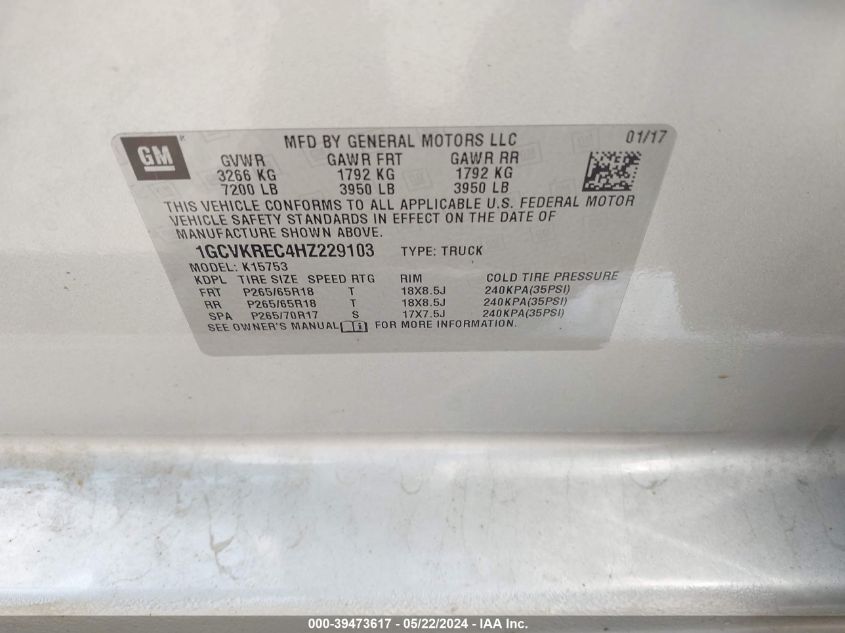 GM
MFD BY GENERAL MOTORS LLC 01/17
GVWR GAWR FRT GAWR RR
3266 KG 1792 KG 1792 KG
7200 LB 3950 LB 3950 LB
THIS VEHICLE CONFORMS TO ALL APPLICABLE U.S. FEDERAL MOTOR
VEHICLE SAFETY STANDARDS IN EFFECT ON THE DATE OF
MANUFACTURE SHOWN ABOVE.
1GCVKREC4HZ229103 TYPE: TRUCK
MODEL: K15753
KDPL TIRE SIZE SPEED RTG RIM COLD TIRE PRESSURE
FRT P265/65R18 T 18X8.5J 240KPA(35PSI)
RR P265/65R18 T 18X8.5J 240KPA(35PSI)
SPA P265/70R17 S 17X7.5J 240KPA(35PSI)
SEE OWNER'S MANUAL FOR MORE INFORMATION.
000-39473617 - 05/22/2024 - IAA Inc.